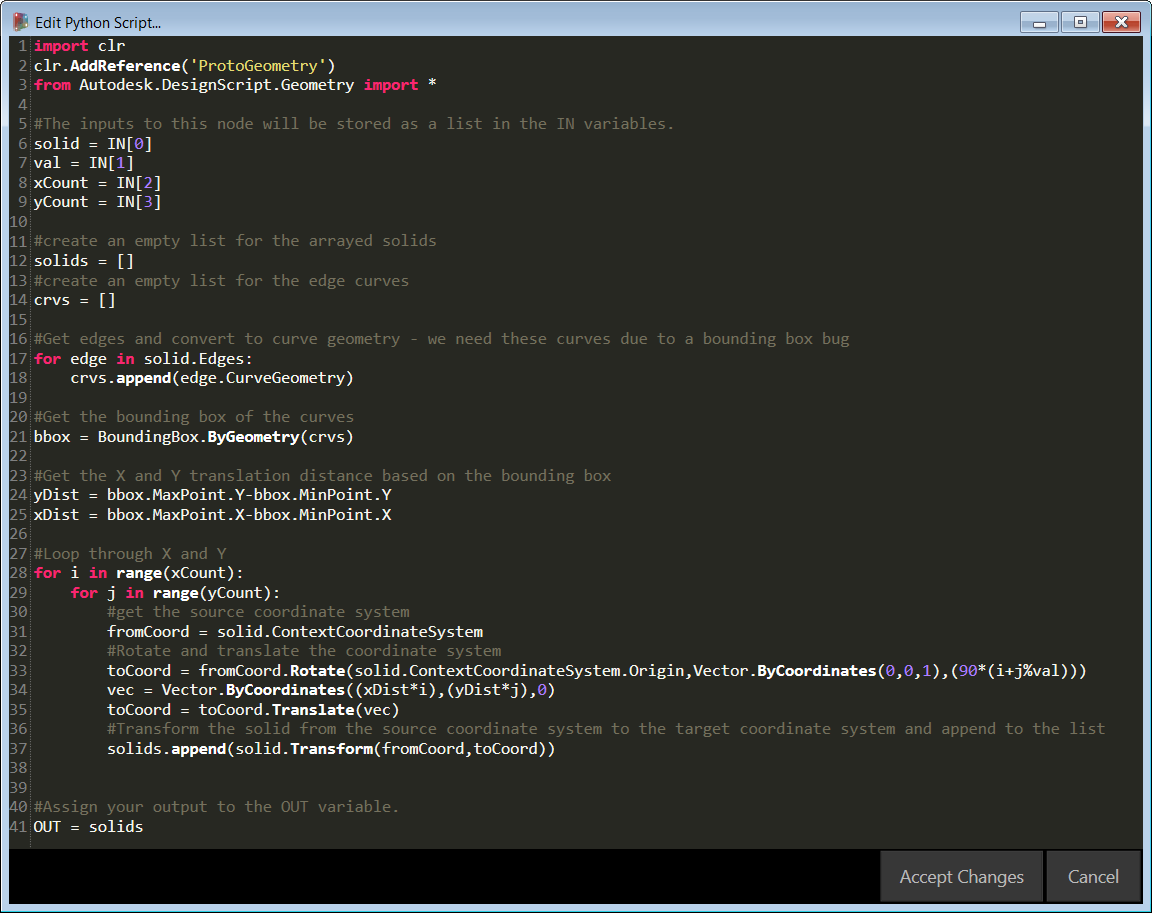 Edit Python Script...
1 import clr
2 clr.AddReference('ProtoGeometry')
3 from Autodesk.DesignScript.Geometry import *
4
5 #The inputs to this node will be stored as a list in the IN variables.
6 solid = IN[0]
7 val = IN[1]
8 xCount = IN[2]
9 yCount = IN[3]
10
11 #create an empty list for the arrayed solids
12 solids = []
13 #create an empty list for the edge curves
14 crvs = []
15
16 #Get edges and convert to curve geometry - we need these curves due to a bounding box bug
17 for edge in solid.Edges:
18     crvs.append(edge.CurveGeometry)
19
20 #Get the bounding box of the curves
21 bbox = BoundingBox.ByGeometry(crvs)
22
23 #Get the X and Y translation distance based on the bounding box
24 yDist = bbox.MaxPoint.Y-bbox.MinPoint.Y
25 xDist = bbox.MaxPoint.X-bbox.MinPoint.X
26
27 #Loop through X and Y
28 for i in range(xCount):
29     for j in range(yCount):
30         #get the source coordinate system
31         fromCoord = solid.ContextCoordinateSystem
32         #Rotate and translate the coordinate system
33         toCoord = fromCoord.Rotate(solid.ContextCoordinateSystem.Origin,Vector.ByCoordinates(0,0,1),(90*(i+j%val)))
34         vec = Vector.ByCoordinates((xDist*i),(yDist*j),0)
35         toCoord = toCoord.Translate(vec)
36         #Transform the solid from the source coordinate system to the target coordinate system and append to the list
37         solids.append(solid.Transform(fromCoord,toCoord))
38
39
40 #Assign your output to the OUT variable.
41 OUT = solids
Accept Changes
Cancel